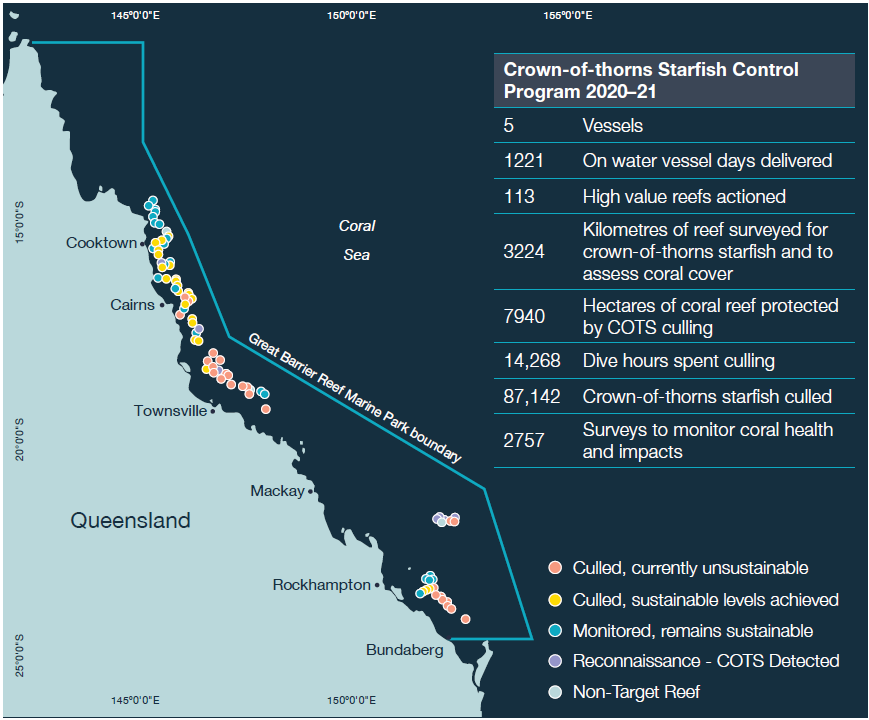 145°0'0"E
150°0'0"E
155°0'0"E
Crown-of-thorns Starfish Control
Program 2020–21
5 Vessels
1221 On water vessel days delivered
113 High value reefs actioned
3224 Kilometres of reef surveyed for
crown-of-thorns starfish and to
assess coral cover
7940 Hectares of coral reef protected
by COTS culling
14,268 Dive hours spent culling
87,142 Crown-of-thorns starfish culled
2757 Surveys to monitor coral health
and impacts
15°0'0"S
20°0'0"S
25°0'0"S
Coral
Sea
Cooktown
Cairns
Great Barrier Reef Marine Park boundary
Townsville
Mackay
Queensland
Rockhampton
Bundaberg
Culled, currently unsustainable
Culled, sustainable levels achieved
Monitored, remains sustainable
Reconnaissance - COTS Detected
Non-Target Reef
145°0'0"E
150°0'0"E